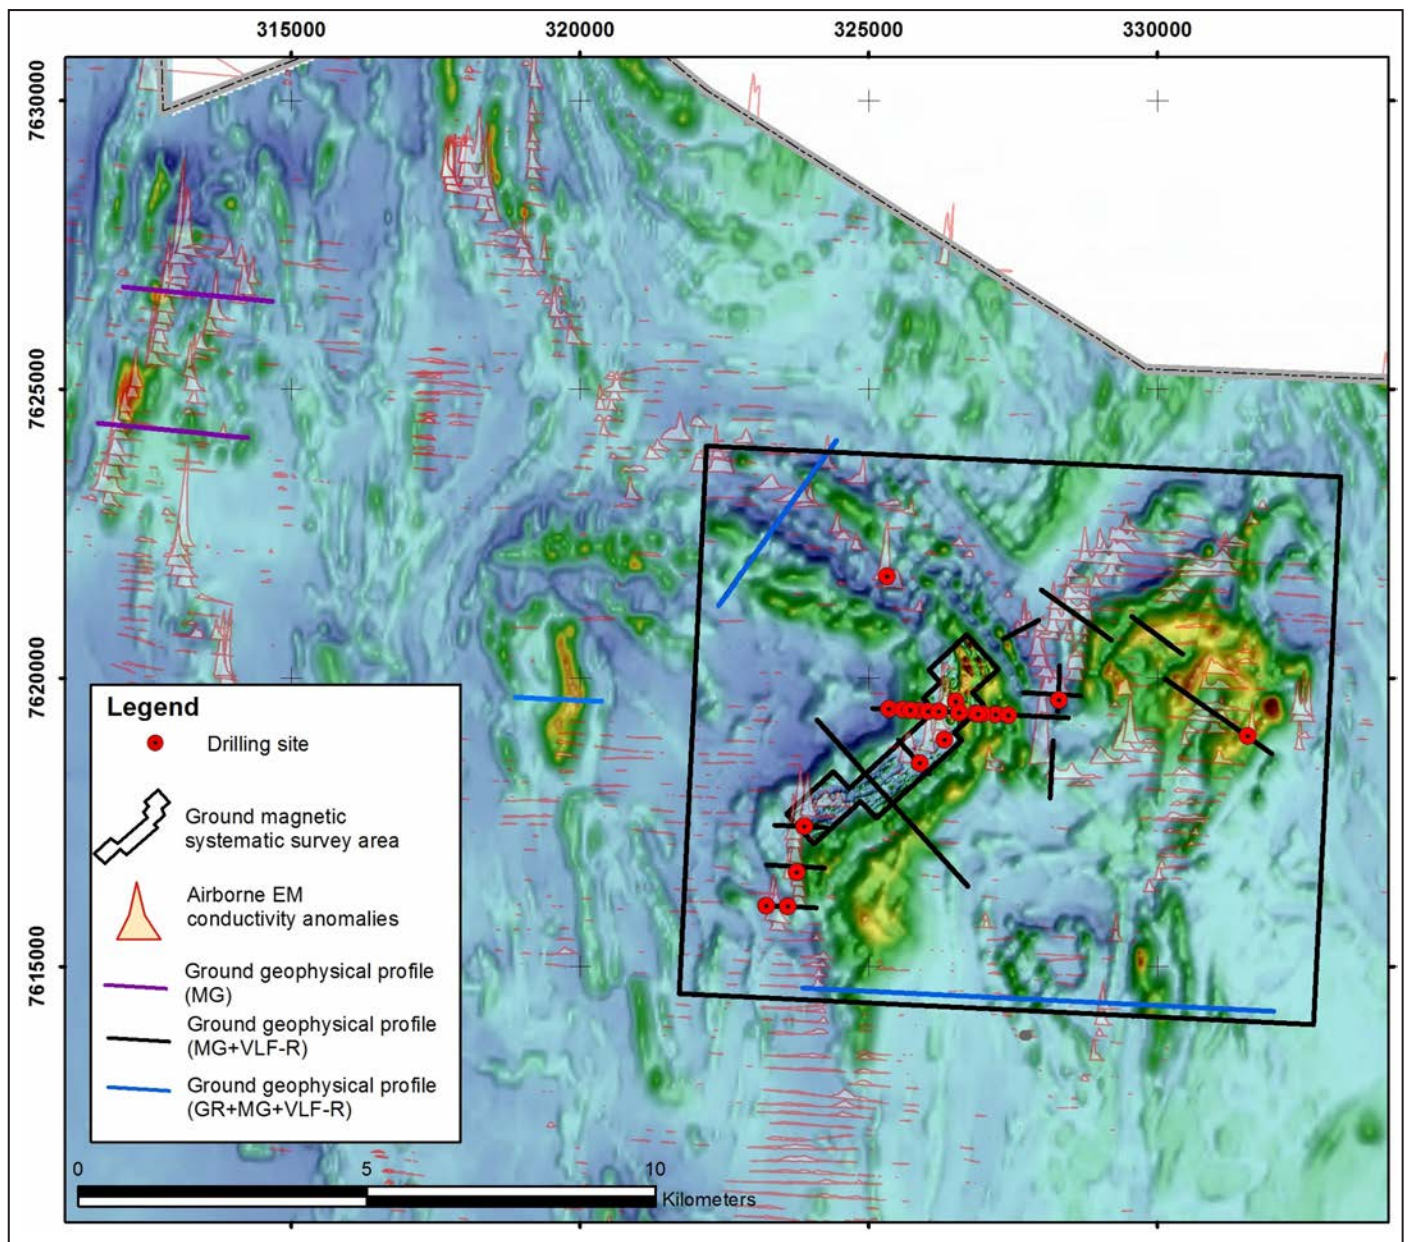 315000
320000
325000
330000
7630000
7625000
7620000
7615000
Legend
Drilling site
Ground magnetic
systematic survey area
Airborne EM
conductivity anomalies
Ground geophysical profile
(MG)
Ground geophysical profile
(MG+VLF-R)
Ground geophysical profile
(GR+MG+VLF-R)
0
5
10
Kilometers